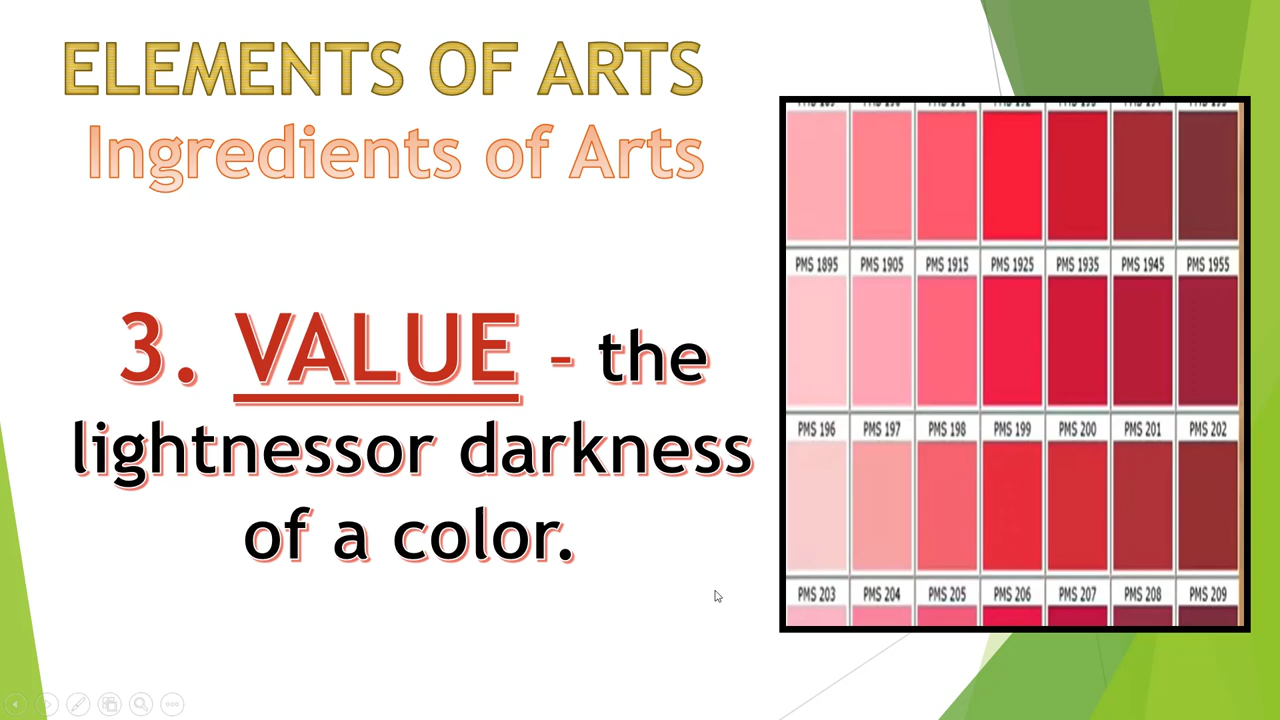 ELEMENTS OF ARTS
Ingredients of Arts
3. VALUE - the
lightnessor darkness
of a color.
PMS 1895 PMS 1905 PMS 1915 PMS 1925 PMS 1935 PMS 1945 PMS 1955
PMS 196 PMS 197 PMS 198 PMS 199 PMS 200 PMS 201 PMS 202
PMS 203 PMS 204 PMS 205 PMS 206 PMS 207 PMS 208 PMS 209